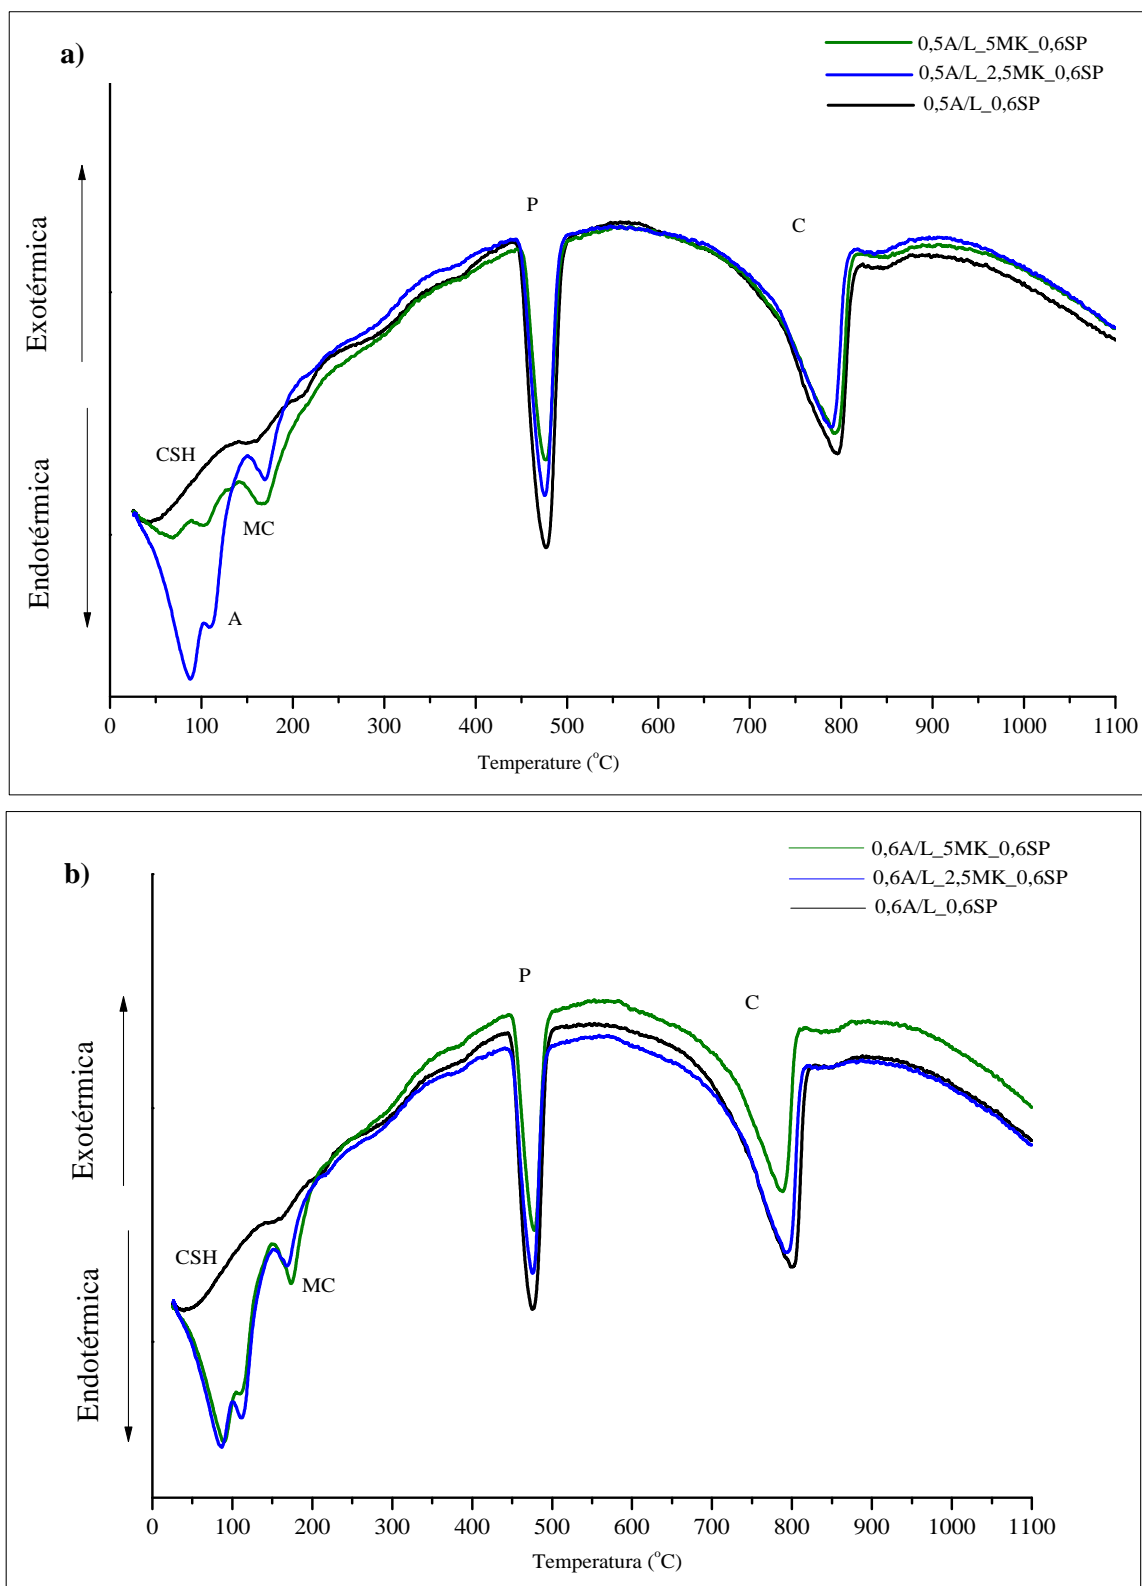 a)
0,5A/L_5MK_0,6SP
0,5A/L_2,5MK_0,6SP
0,5A/L_0,6SP
Exotérmica
Endotérmica
P
C
CSH
MC
A
0 100 200 300 400 500 600 700 800 900 1000 1100
Temperature (°C)
b)
0,6A/L_5MK_0,6SP
0,6A/L_2,5MK_0,6SP
0,6A/L_0,6SP
Exotérmica
Endotérmica
P
C
CSH
MC
0 100 200 300 400 500 600 700 800 900 1000 1100
Temperatura (°C)